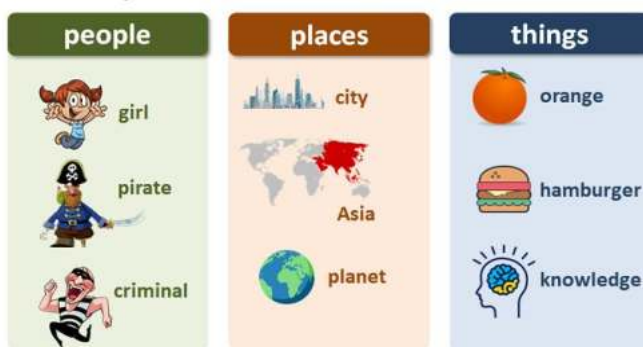 people
girl
pirate
criminal
places
city
Asia
planet
things
orange
hamburger
knowledge